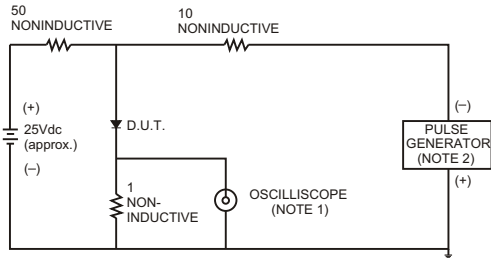 50
NONINDUCTIVE
10
NONINDUCTIVE
(+)
25Vdc
(approx.)
(–)
D.U.T.
1
NON-
INDUCTIVE
OSCILLISCOPE
(NOTE 1)
(–)
PULSE
GENERATOR
(NOTE 2)
(+)